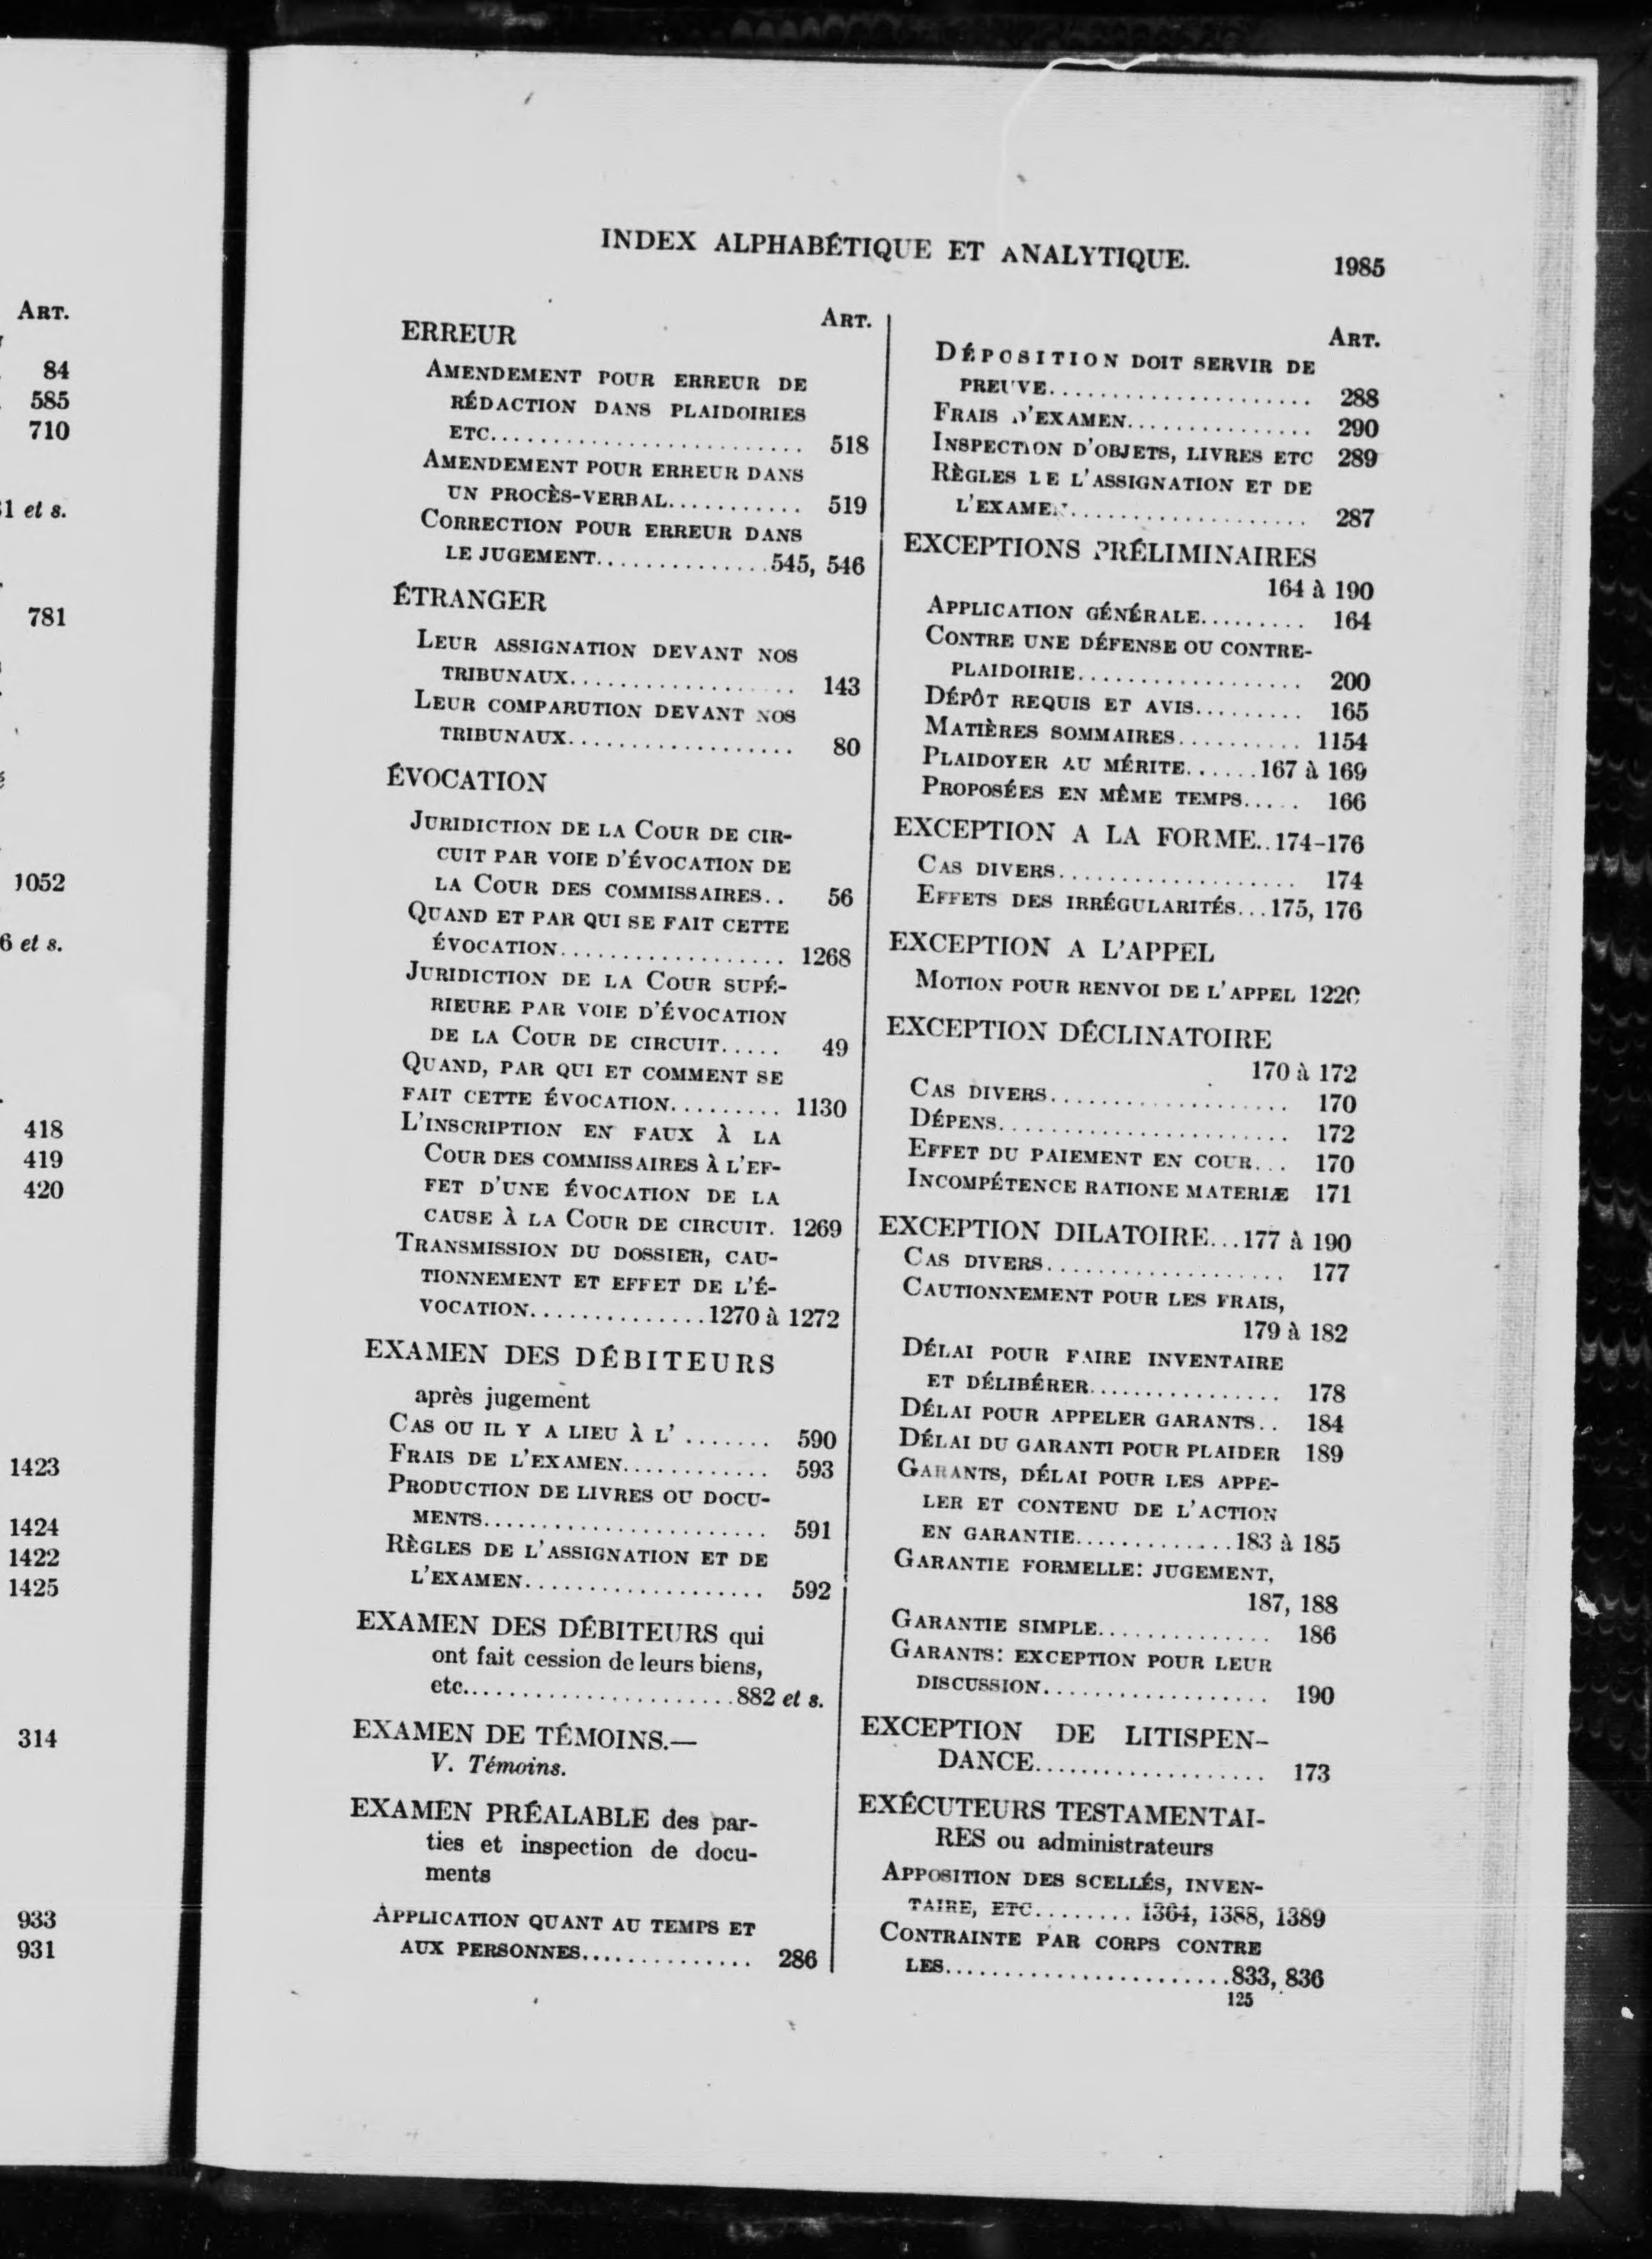 ART.
84
585
710
1 et s.
781
1052
6 et s.
418
419
420
1423
1424
1422
1425
314
933
931
INDEX ALPHABÉTIQUE ET ANALYTIQUE. 1985
ART.
ERREUR
AMENDEMENT POUR ERREUR DE
RÉDACTION DANS PLAIDOIRIES
ETC.......................... 518
AMENDEMENT POUR ERREUR DANS
UN PROCÈS-VERBAL........... 519
CORRECTION POUR ERREUR DANS
LE JUGEMENT..............545, 546
ÉTRANGER
LEUR ASSIGNATION DEVANT NOS
TRIBUNAUX.................. 143
LEUR COMPARUTION DEVANT NOS
TRIBUNAUX.................. 80
ÉVOCATION
JURIDICTION DE LA COUR DE CIR-
CUIT PAR VOIE D'ÉVOCATION DE
LA COUR DES COMMISSAIRES.. 56
QUAND ET PAR QUI SE FAIT CETTE
ÉVOCATION.................. 1268
JURIDICTION DE LA COUR SUPÉ-
RIEURE PAR VOIE D'ÉVOCATION
DE LA COUR DE CIRCUIT..... 49
QUAND, PAR QUI ET COMMENT SE
FAIT CETTE ÉVOCATION......... 1130
L'INSCRIPTION EN FAUX À LA
COUR DES COMMISSAIRES À L'EF-
FET D'UNE ÉVOCATION DE LA
CAUSE À LA COUR DE CIRCUIT. 1269
TRANSMISSION DU DOSSIER, CAU-
TIONNEMENT ET EFFET DE L'É-
VOCATION..............1270 à 1272
EXAMEN DES DÉBITEURS
après jugement
CAS OU IL Y A LIEU À L' ....... 590
FRAIS DE L'EXAMEN............ 593
PRODUCTION DE LIVRES OU DOCU-
MENTS....................... 591
RÈGLES DE L'ASSIGNATION ET DE
L'EXAMEN................... 592
EXAMEN DES DÉBITEURS qui
ont fait cession de leurs biens,
etc......................882 et s.
EXAMEN DE TÉMOINS.—
V. Témoins.
EXAMEN PRÉALABLE des par-
ties et inspection de docu-
ments
APPLICATION QUANT AU TEMPS ET
AUX PERSONNES.............. 286
ART.
DÉPOSITION DOIT SERVIR DE
PREUVE..................... 288
FRAIS D'EXAMEN............... 290
INSPECTION D'OBJETS, LIVRES ETC 289
RÈGLES DE L'ASSIGNATION ET DE
L'EXAMEN................... 287
EXCEPTIONS PRÉLIMINAIRES
164 à 190
APPLICATION GÉNÉRALE......... 164
CONTRE UNE DÉFENSE OU CONTRE-
PLAIDOIRIE.................. 200
DÉPÔT REQUIS ET AVIS......... 165
MATIÈRES SOMMAIRES.......... 1154
PLAIDOYER AU MÉRITE......167 à 169
PROPOSÉES EN MÊME TEMPS..... 166
EXCEPTION A LA FORME..174-176
CAS DIVERS................... 174
EFFETS DES IRRÉGULARITÉS...175, 176
EXCEPTION A L'APPEL
MOTION POUR RENVOI DE L'APPEL 1220
EXCEPTION DÉCLINATOIRE
170 à 172
CAS DIVERS................... 170
DÉPENS....................... 172
EFFET DU PAIEMENT EN COUR... 170
INCOMPÉTENCE RATIONE MATERIÆ 171
EXCEPTION DILATOIRE...177 à 190
CAS DIVERS................... 177
CAUTIONNEMENT POUR LES FRAIS,
179 à 182
DÉLAI POUR FAIRE INVENTAIRE
ET DÉLIBÉRER................ 178
DÉLAI POUR APPELER GARANTS.. 184
DÉLAI DU GARANTI POUR PLAIDER 189
GARANTS, DÉLAI POUR LES APPE-
LER ET CONTENU DE L'ACTION
EN GARANTIE.............183 à 185
GARANTIE FORMELLE: JUGEMENT,
187, 188
GARANTIE SIMPLE.............. 186
GARANTS: EXCEPTION POUR LEUR
DISCUSSION.................. 190
EXCEPTION DE LITISPEN-
DANCE.................... 173
EXÉCUTEURS TESTAMENTAI-
RES ou administrateurs
APPOSITION DES SCELLÉS, INVEN-
TAIRE, ETC........ 1364, 1388, 1389
CONTRAINTE PAR CORPS CONTRE
LES........................833, 836
125